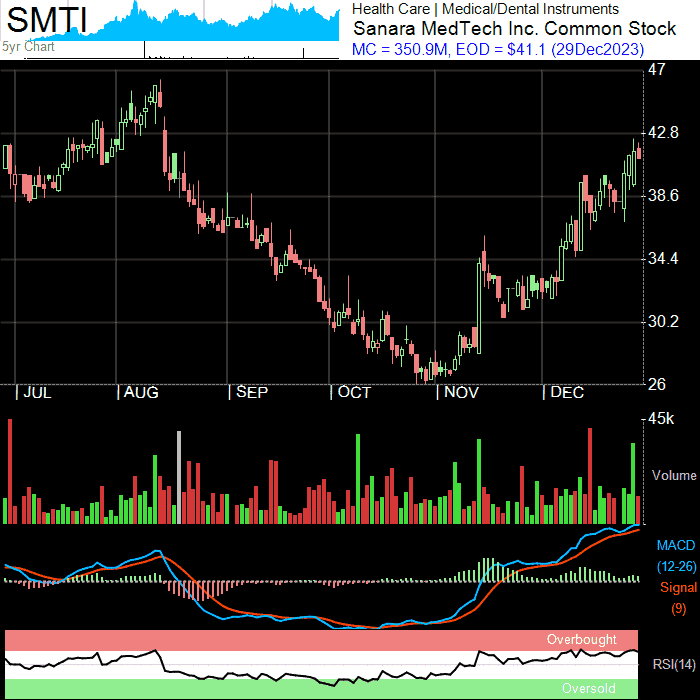 SMTI
Health Care | Medical/Dental Instruments
Sanara MedTech Inc. Common Stock
5yr Chart
MC = 350.9M, EOD = $41.1 (29Dec2023)
47
42.8
38.6
34.4
30.2
26
JUL
AUG
SEP
OCT
NOV
DEC
45k
Volume
MACD
(12-26)
Signal
(9)
Overbought
RSI(14)
Oversold